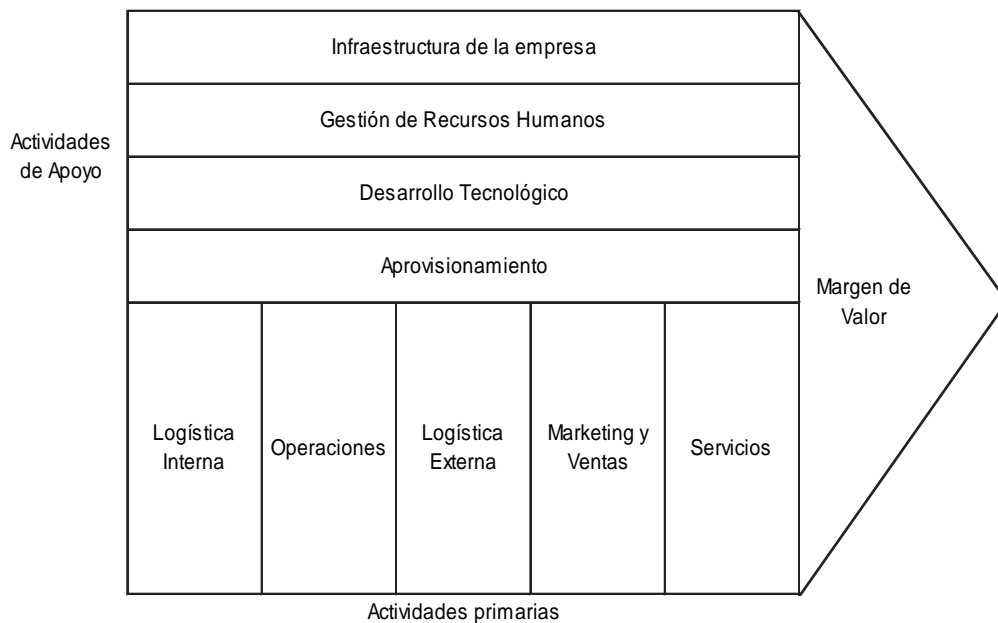 Infraestructura de la empresa
Gestión de Recursos Humanos
Actividades
de Apoyo
Desarrollo Tecnológico
Aprovisionamiento
Margen de
Valor
Logística
Interna
Operaciones
Logística
Externa
Marketing y
Ventas
Servicios
Actividades primarias